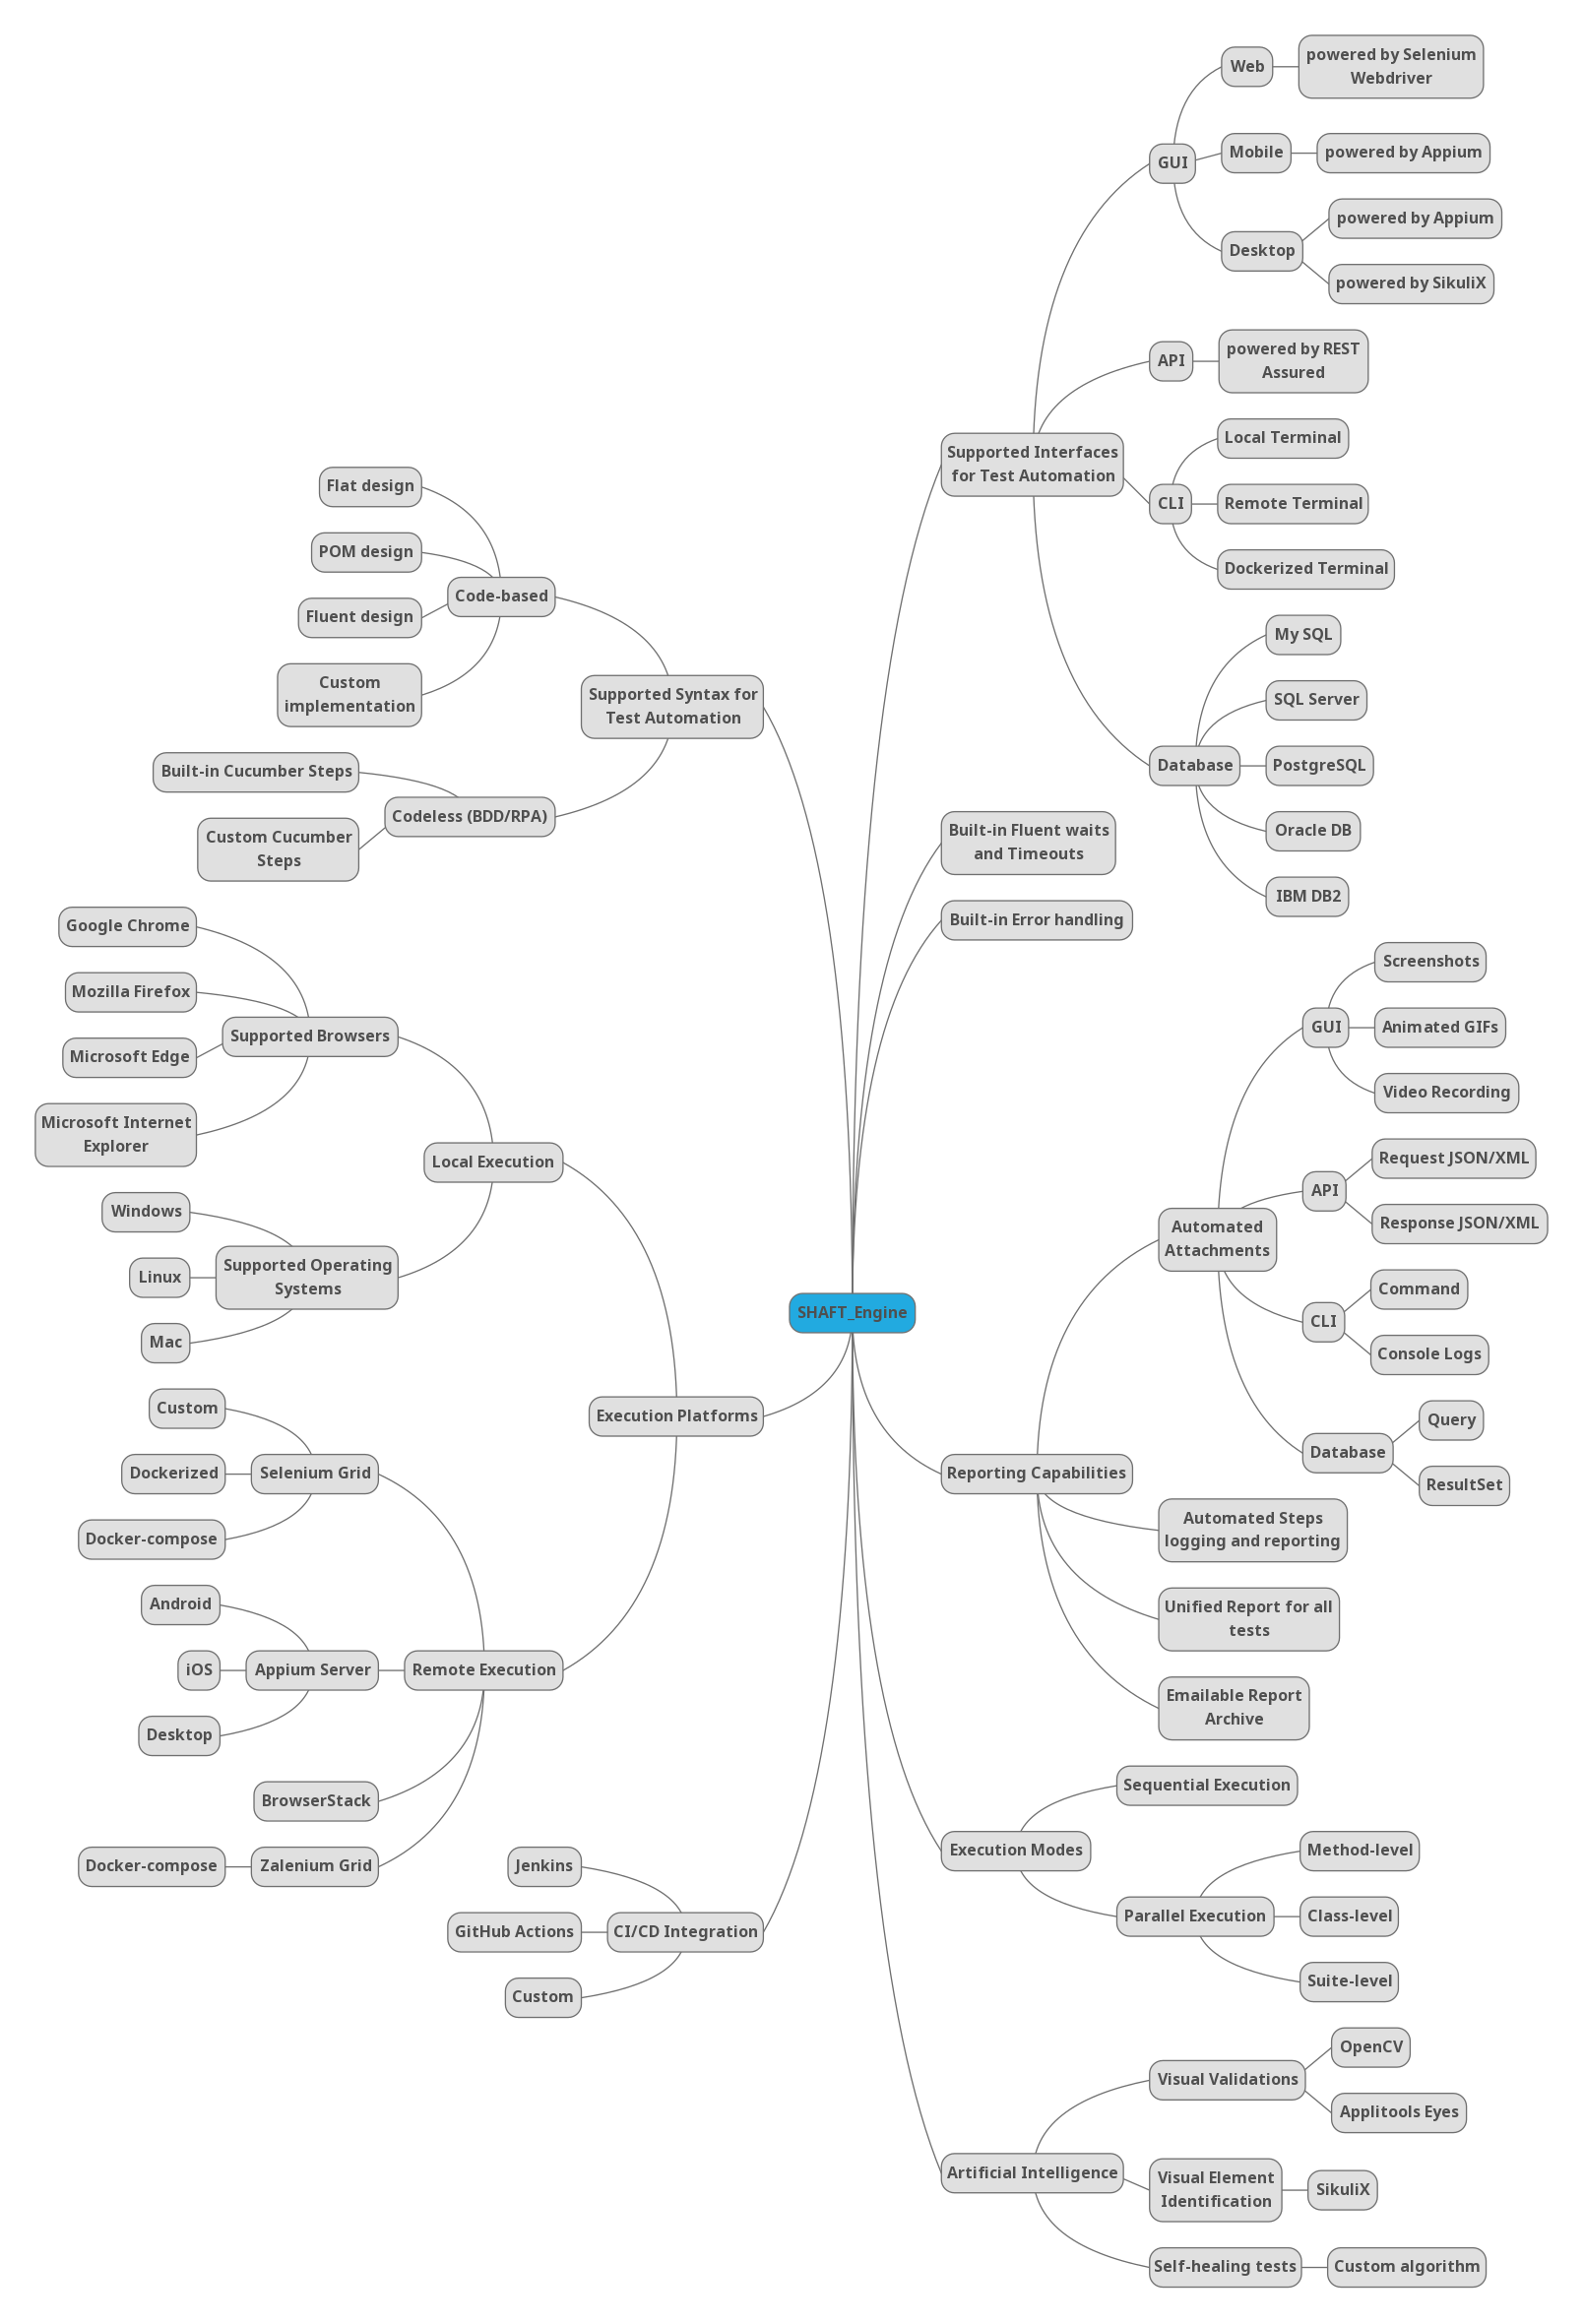 SHAFT_Engine
Supported Interfaces
for Test Automation
GUI
Web
powered by Selenium
Webdriver
Mobile
powered by Appium
Desktop
powered by Appium
powered by SikuliX
API
powered by REST
Assured
CLI
Local Terminal
Remote Terminal
Dockerized Terminal
Database
My SQL
SQL Server
PostgreSQL
Oracle DB
IBM DB2
Built-in Fluent waits
and Timeouts
Built-in Error handling
Reporting Capabilities
Automated
Attachments
GUI
Screenshots
Animated GIFs
Video Recording
API
Request JSON/XML
Response JSON/XML
CLI
Command
Console Logs
Database
Query
ResultSet
Automated Steps
logging and reporting
Unified Report for all
tests
Emailable Report
Archive
Execution Modes
Sequential Execution
Parallel Execution
Method-level
Class-level
Suite-level
Artificial Intelligence
Visual Validations
OpenCV
Applitools Eyes
Visual Element
Identification
SikuliX
Self-healing tests
Custom algorithm
Supported Syntax for
Test Automation
Code-based
Flat design
POM design
Fluent design
Custom
implementation
Codeless (BDD/RPA)
Built-in Cucumber Steps
Custom Cucumber
Steps
Execution Platforms
Local Execution
Supported Browsers
Google Chrome
Mozilla Firefox
Microsoft Edge
Microsoft Internet
Explorer
Supported Operating
Systems
Windows
Linux
Mac
Remote Execution
Selenium Grid
Custom
Dockerized
Docker-compose
Appium Server
Android
iOS
Desktop
BrowserStack
Zalenium Grid
Docker-compose
CI/CD Integration
Jenkins
GitHub Actions
Custom